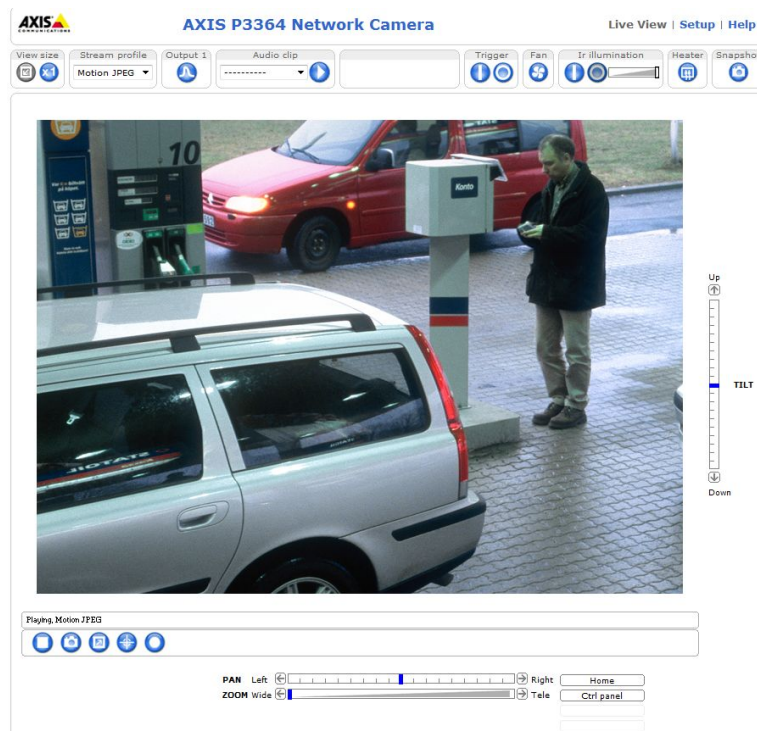 AXIS
COMMUNICATIONS
AXIS P3364 Network Camera
Live View | Setup | Help
View size
Stream profile
Output 1
Audio clip
Trigger
Fan
Ir illumination
Heater
Snapsho
x1
Motion JPEG
----------
10
Konto
STATOIL
Up
TILT
Down
Playing, Motion JPEG
PAN Left Right Home
ZOOM Wide Tele Ctrl panel